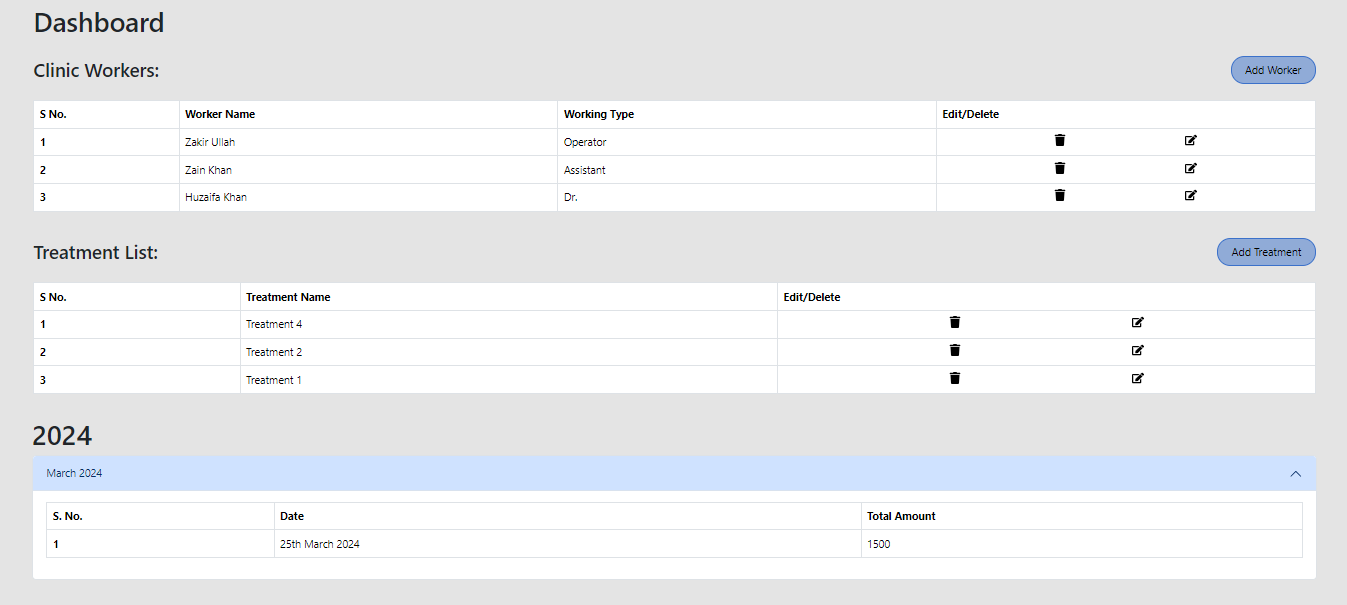 Dashboard
Clinic Workers:
Add Worker
S No. Worker Name Working Type Edit/Delete
1 Zakir Ullah Operator
2 Zain Khan Assistant
3 Huzaifa Khan Dr.
Treatment List:
Add Treatment
S No. Treatment Name Edit/Delete
1 Treatment 4
2 Treatment 2
3 Treatment 1
2024
March 2024
S. No. Date Total Amount
1 25th March 2024 1500